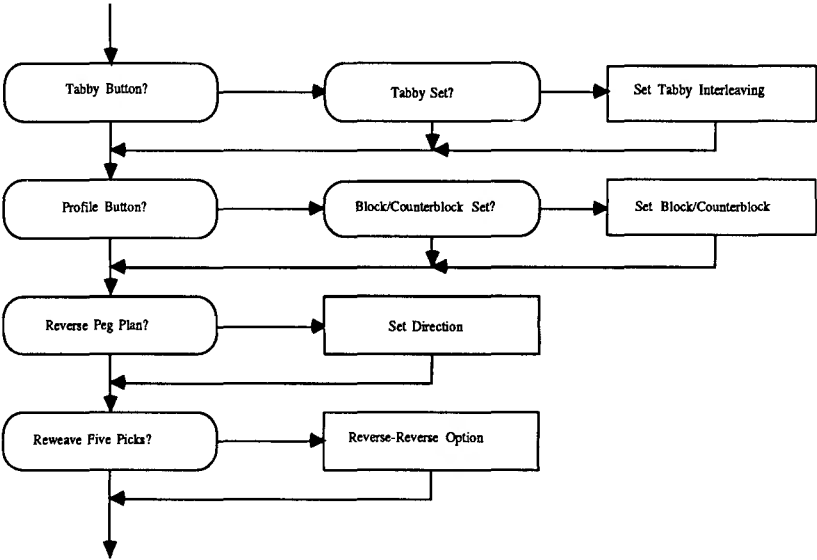 Tabby Button?
Tabby Set?
Set Tabby Interleaving
Profile Button?
Block/Counterblock Set?
Set Block/Counterblock
Reverse Peg Plan?
Set Direction
Reweave Five Picks?
Reverse-Reverse Option